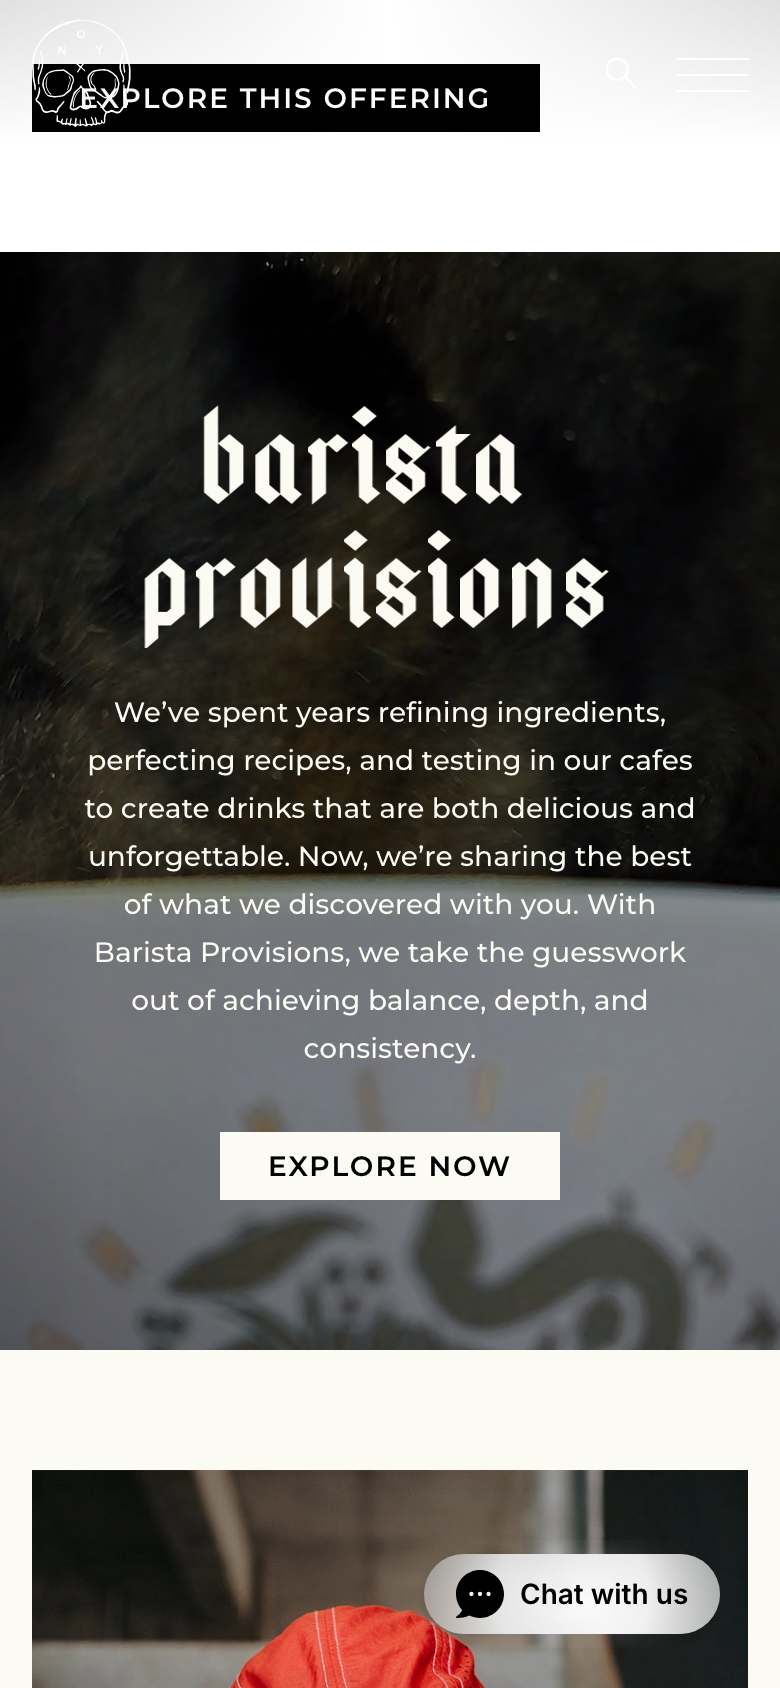 O
N Y
X
EXPLORE THIS OFFERING
barista
provisions
We’ve spent years refining ingredients,
perfecting recipes, and testing in our cafes
to create drinks that are both delicious and
unforgettable. Now, we’re sharing the best
of what we discovered with you. With
Barista Provisions, we take the guesswork
out of achieving balance, depth, and
consistency.
EXPLORE NOW
Chat with us